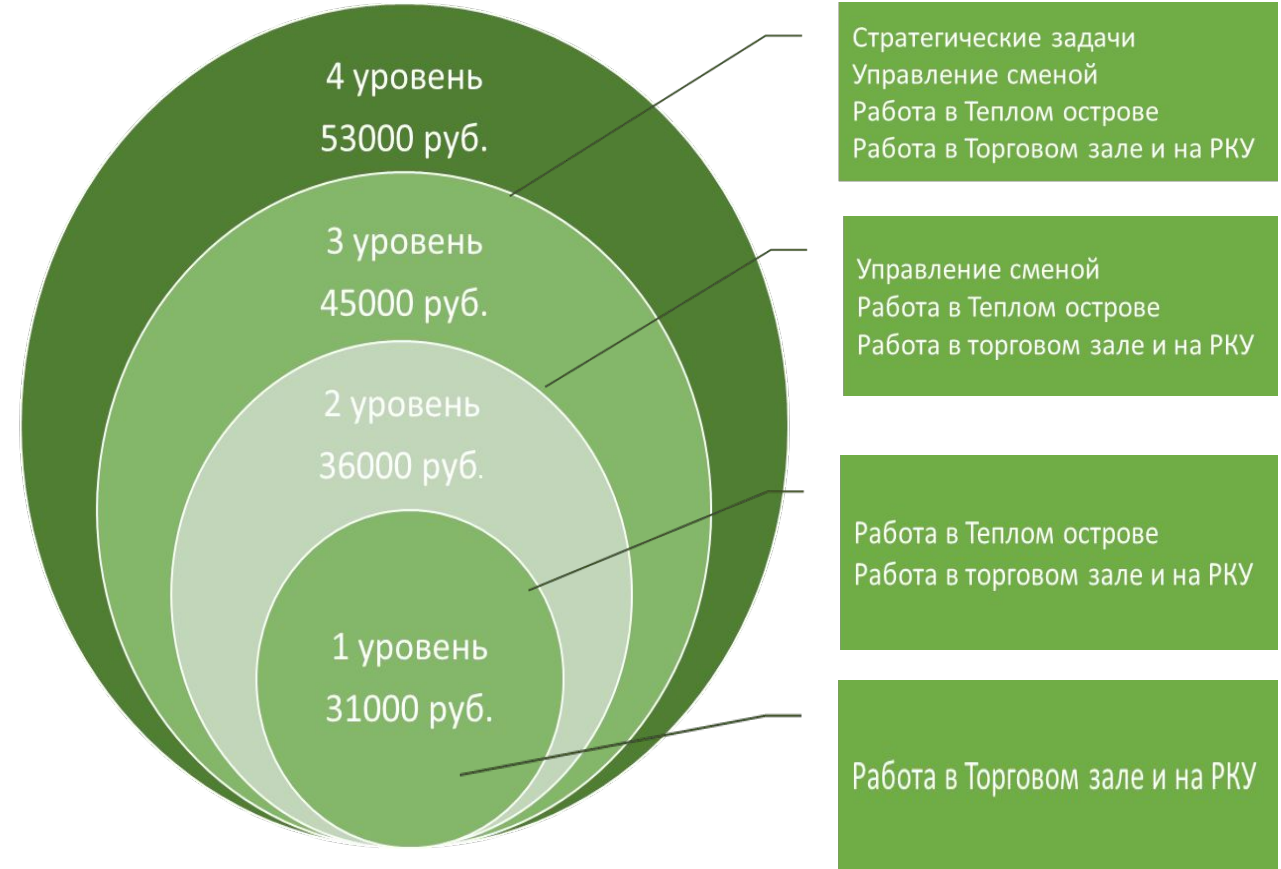 4 уровень
53000 руб.
3 уровень
45000 руб.
2 уровень
36000 руб.
1 уровень
31000 руб.
Стратегические задачи
Управление сменой
Работа в Теплом острове
Работа в Торговом зале и на РКУ
Управление сменой
Работа в Теплом острове
Работа в торговом зале и на РКУ
Работа в Теплом острове
Работа в торговом зале и на РКУ
Работа в Торговом зале и на РКУ